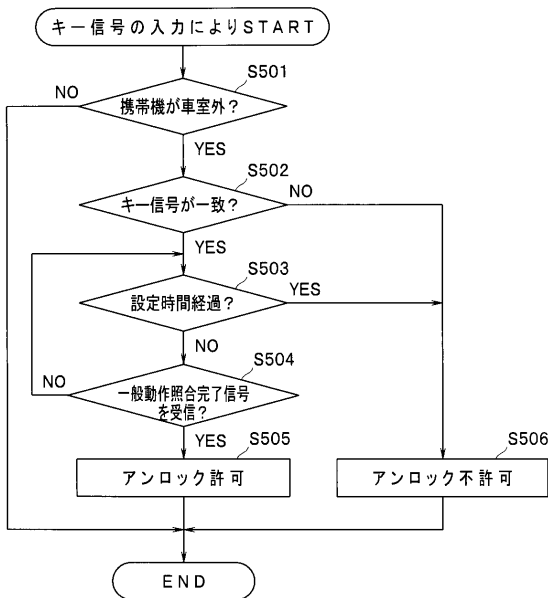 キー信号の入力によりSTART
S501
NO
携帯機が車室外?
YES
S502
NO
キー信号が一致?
YES
S503
設定時間経過?
YES
NO
S504
NO
一般動作照合完了信号
を受信?
YES
S505
S506
アンロック許可
アンロック不許可
END